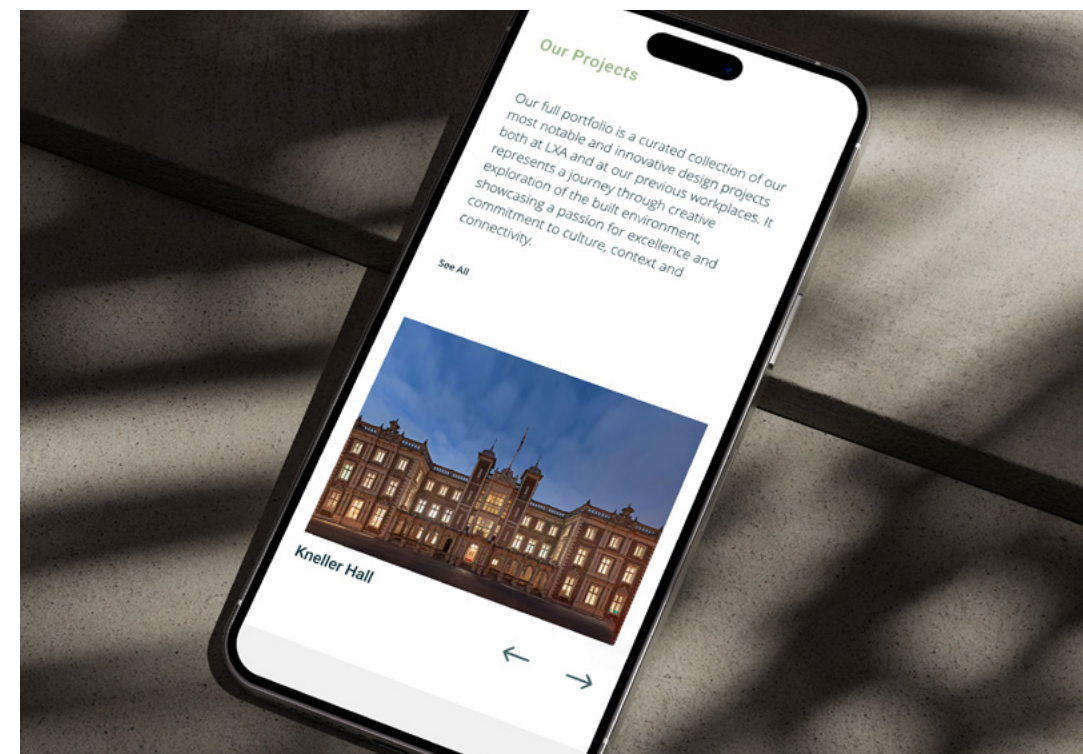 Our Projects
Our full portfolio is a curated collection of our
most notable and innovative design projects
both at LXA and at our previous workplaces. It
represents a journey through creative
exploration of the built environment,
showcasing a passion for excellence and
commitment to culture, context and
connectivity.
See All
Kneller Hall